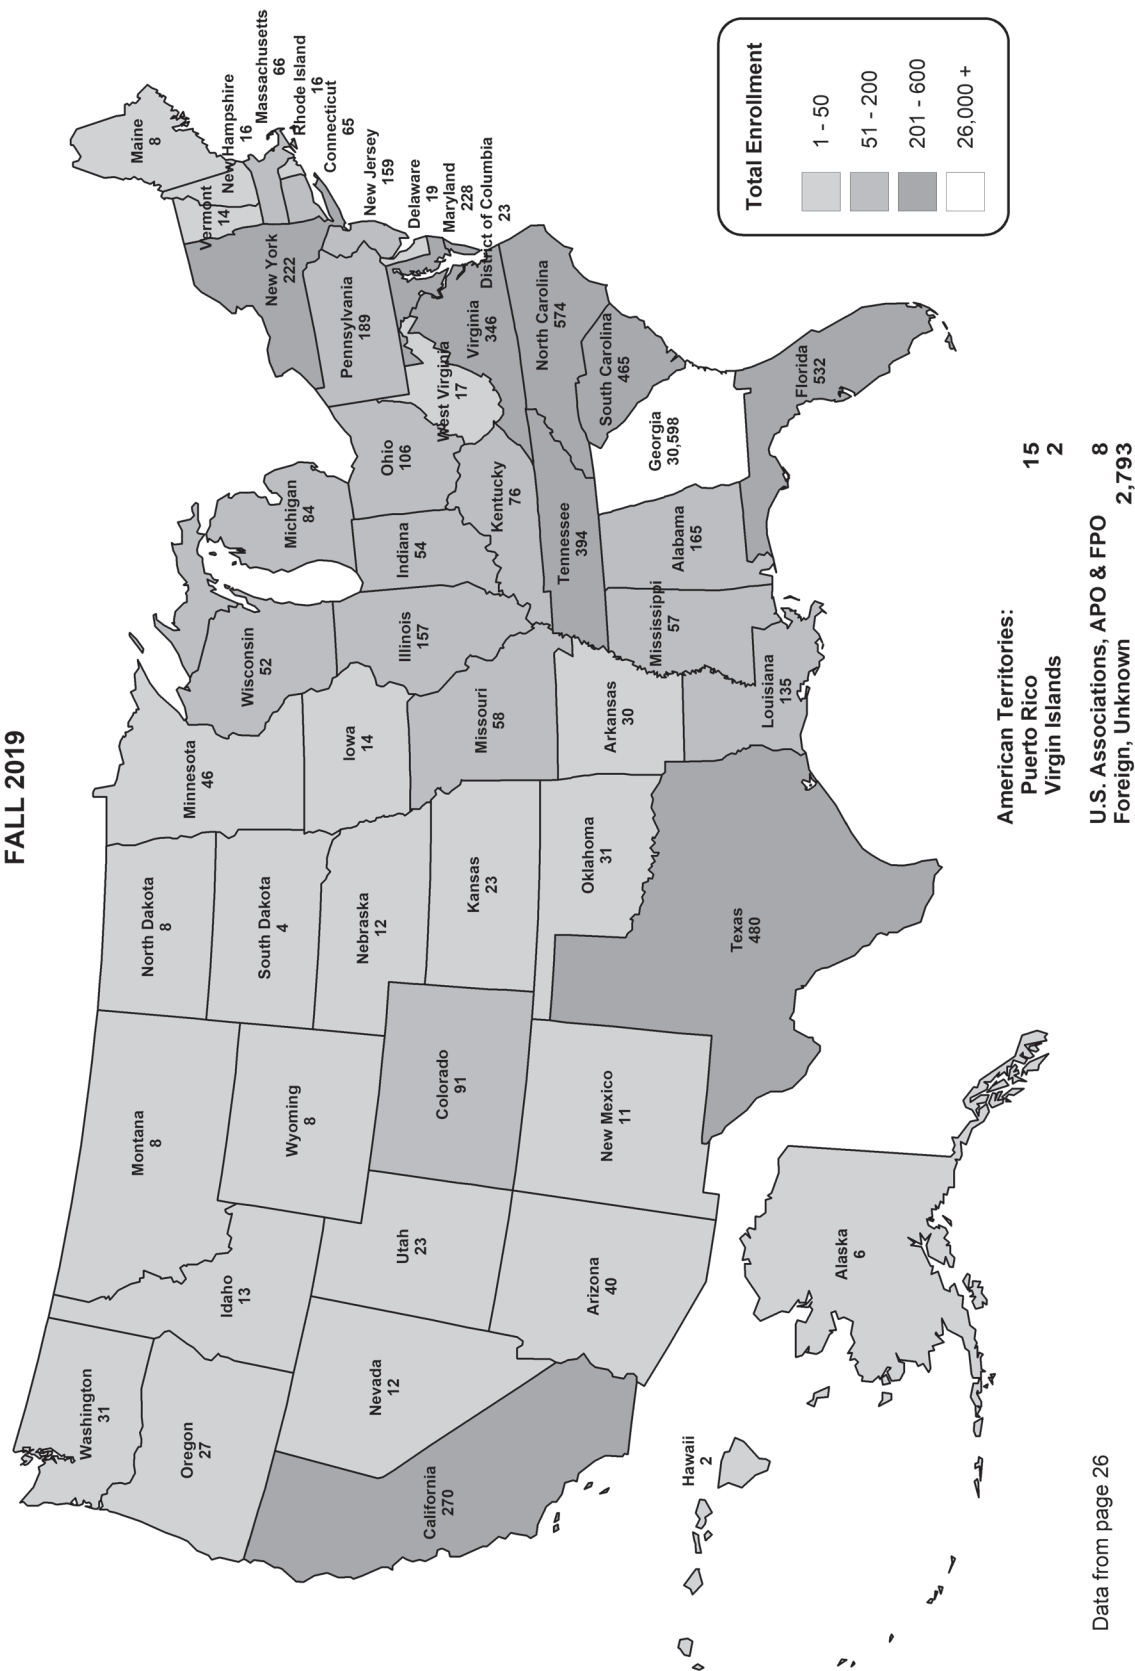 FALL 2019
Washington
31
Oregon
27
California
270
Nevada
12
Idaho
13
Montana
8
Wyoming
8
Utah
23
Arizona
40
Colorado
91
New Mexico
11
North Dakota
8
South Dakota
4
Nebraska
12
Kansas
23
Oklahoma
31
Texas
480
Minnesota
46
Iowa
14
Missouri
58
Arkansas
30
Louisiana
135
Wisconsin
52
Illinois
157
Mississippi
57
Michigan
84
Indiana
54
Ohio
106
Kentucky
76
Tennessee
394
Alabama
165
Georgia
30,598
Florida
532
South Carolina
465
North Carolina
574
Virginia
346
West Virginia
17
Pennsylvania
189
New York
222
Vermont
14
Maine
8
New Hampshire
16
Massachusetts
66
Rhode Island
16
Connecticut
65
New Jersey
159
Delaware
19
Maryland
228
District of Columbia
23
Alaska
6
Hawaii
2
Total Enrollment
1 - 50
51 - 200
201 - 600
26,000 +
American Territories:
Puerto Rico 15
Virgin Islands 2
U.S. Associations, APO & FPO 8
Foreign, Unknown 2,793
Data from page 26